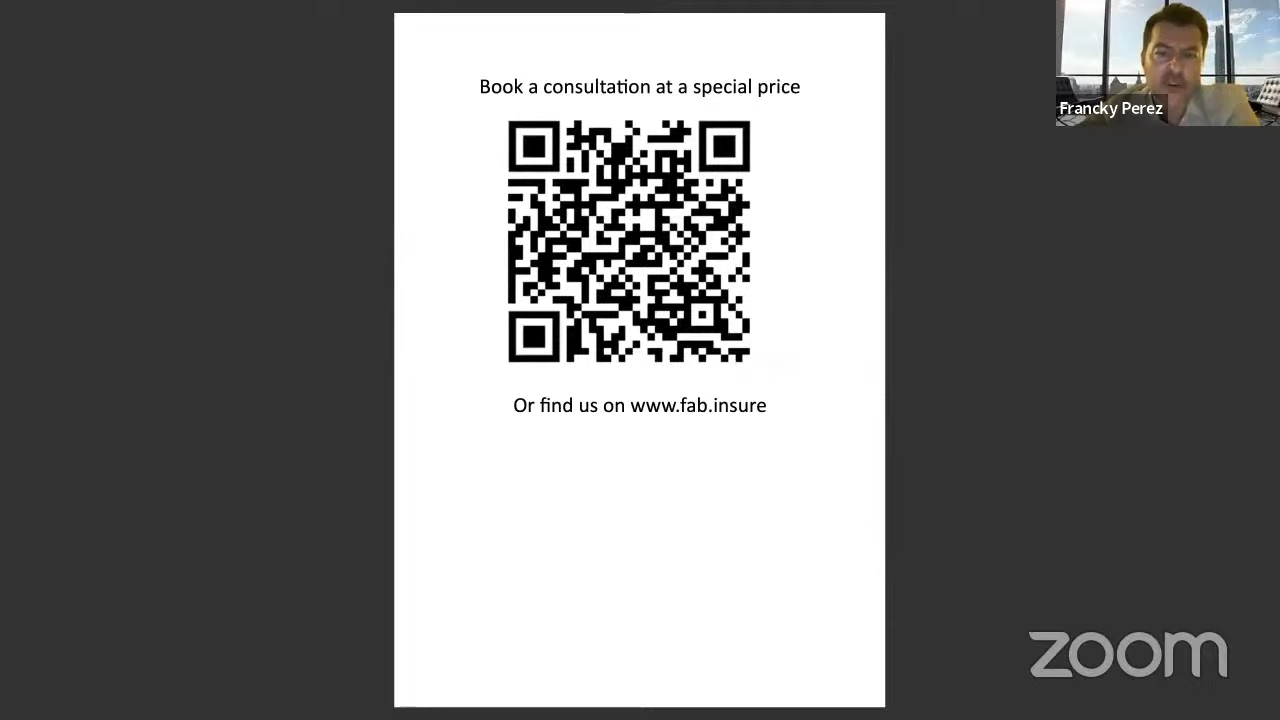 Book a consultation at a special price
Francky Perez
Or find us on www.fab.insure
zoom